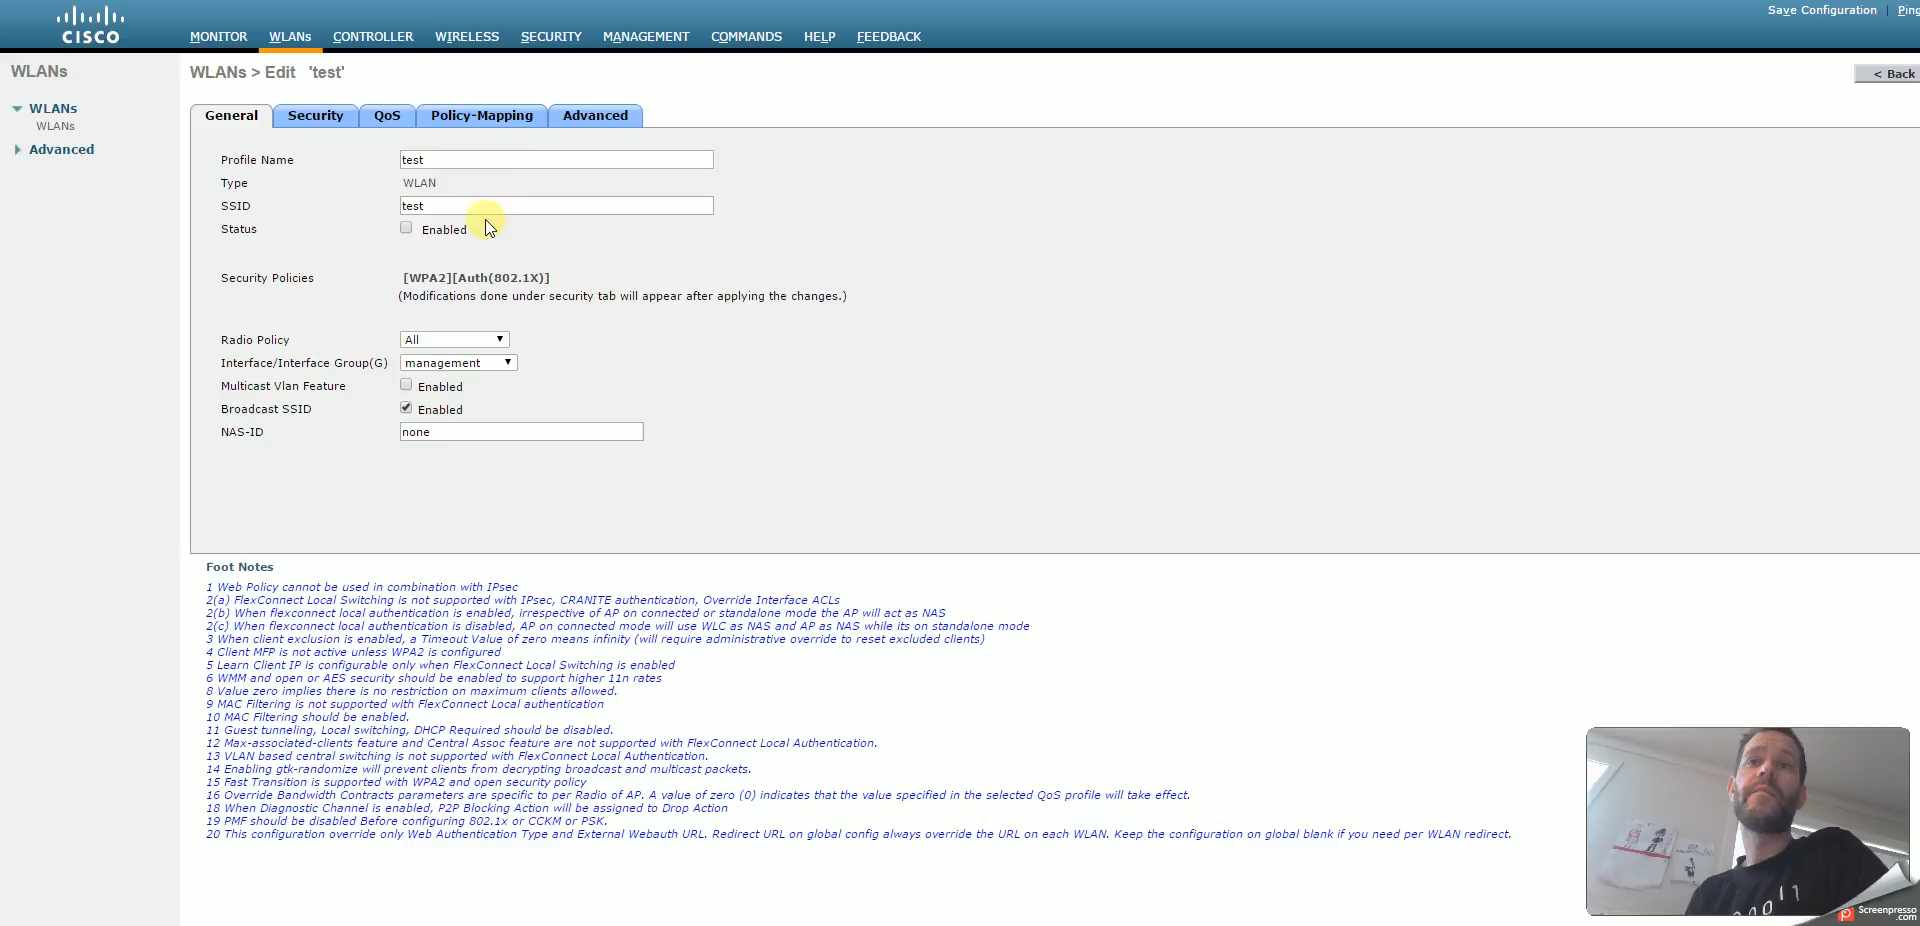 Save Configuration | Ping
CISCO
MONITOR WLANs CONTROLLER WIRELESS SECURITY MANAGEMENT COMMANDS HELP FEEDBACK
WLANs
WLANs > Edit 'test'
< Back
WLANs
WLANs
Advanced
General Security QoS Policy-Mapping Advanced
Profile Name test
Type WLAN
SSID test
Status Enabled
Security Policies [WPA2][Auth(802.1X)]
(Modifications done under security tab will appear after applying the changes.)
Radio Policy All
Interface/Interface Group(G) management
Multicast Vlan Feature Enabled
Broadcast SSID Enabled
NAS-ID none
Foot Notes
1 Web Policy cannot be used in combination with IPsec
2(a) FlexConnect Local Switching is not supported with IPsec, CRANITE authentication, Override Interface ACLs
2(b) When flexconnect local authentication is enabled, irrespective of AP on connected or standalone mode the AP will act as NAS
2(c) When flexconnect local authentication is disabled, AP on connected mode will use WLC as NAS and AP as NAS while its on standalone mode
3 When client exclusion is enabled, a Timeout Value of zero means infinity (will require administrative override to reset excluded clients)
4 Client MFP is not active unless WPA2 is configured
5 Learn Client IP is configurable only when FlexConnect Local Switching is enabled
6 WMM and open or AES security should be enabled to support higher 11n rates
8 Value zero implies there is no restriction on maximum clients allowed.
9 MAC Filtering is not supported with FlexConnect Local authentication
10 MAC Filtering should be enabled.
11 Guest tunneling, Local switching, DHCP Required should be disabled.
12 Max-associated-clients feature and Central Assoc feature are not supported with FlexConnect Local Authentication.
13 VLAN based central switching is not supported with FlexConnect Local Authentication.
14 Enabling gtk-randomize will prevent clients from decrypting broadcast and multicast packets.
15 Fast Transition is supported with WPA2 and open security policy
16 Override Bandwidth Contracts parameters are specific to per Radio of AP. A value of zero (0) indicates that the value specified in the selected QoS profile will take effect.
18 When Diagnostic Channel is enabled, P2P Blocking Action will be assigned to Drop Action
19 PMF should be disabled Before configuring 802.1x or CCKM or PSK.
20 This configuration override only Web Authentication Type and External Webauth URL. Redirect URL on global config always override the URL on each WLAN. Keep the configuration on global blank if you need per WLAN redirect.
Screenpresso
.com